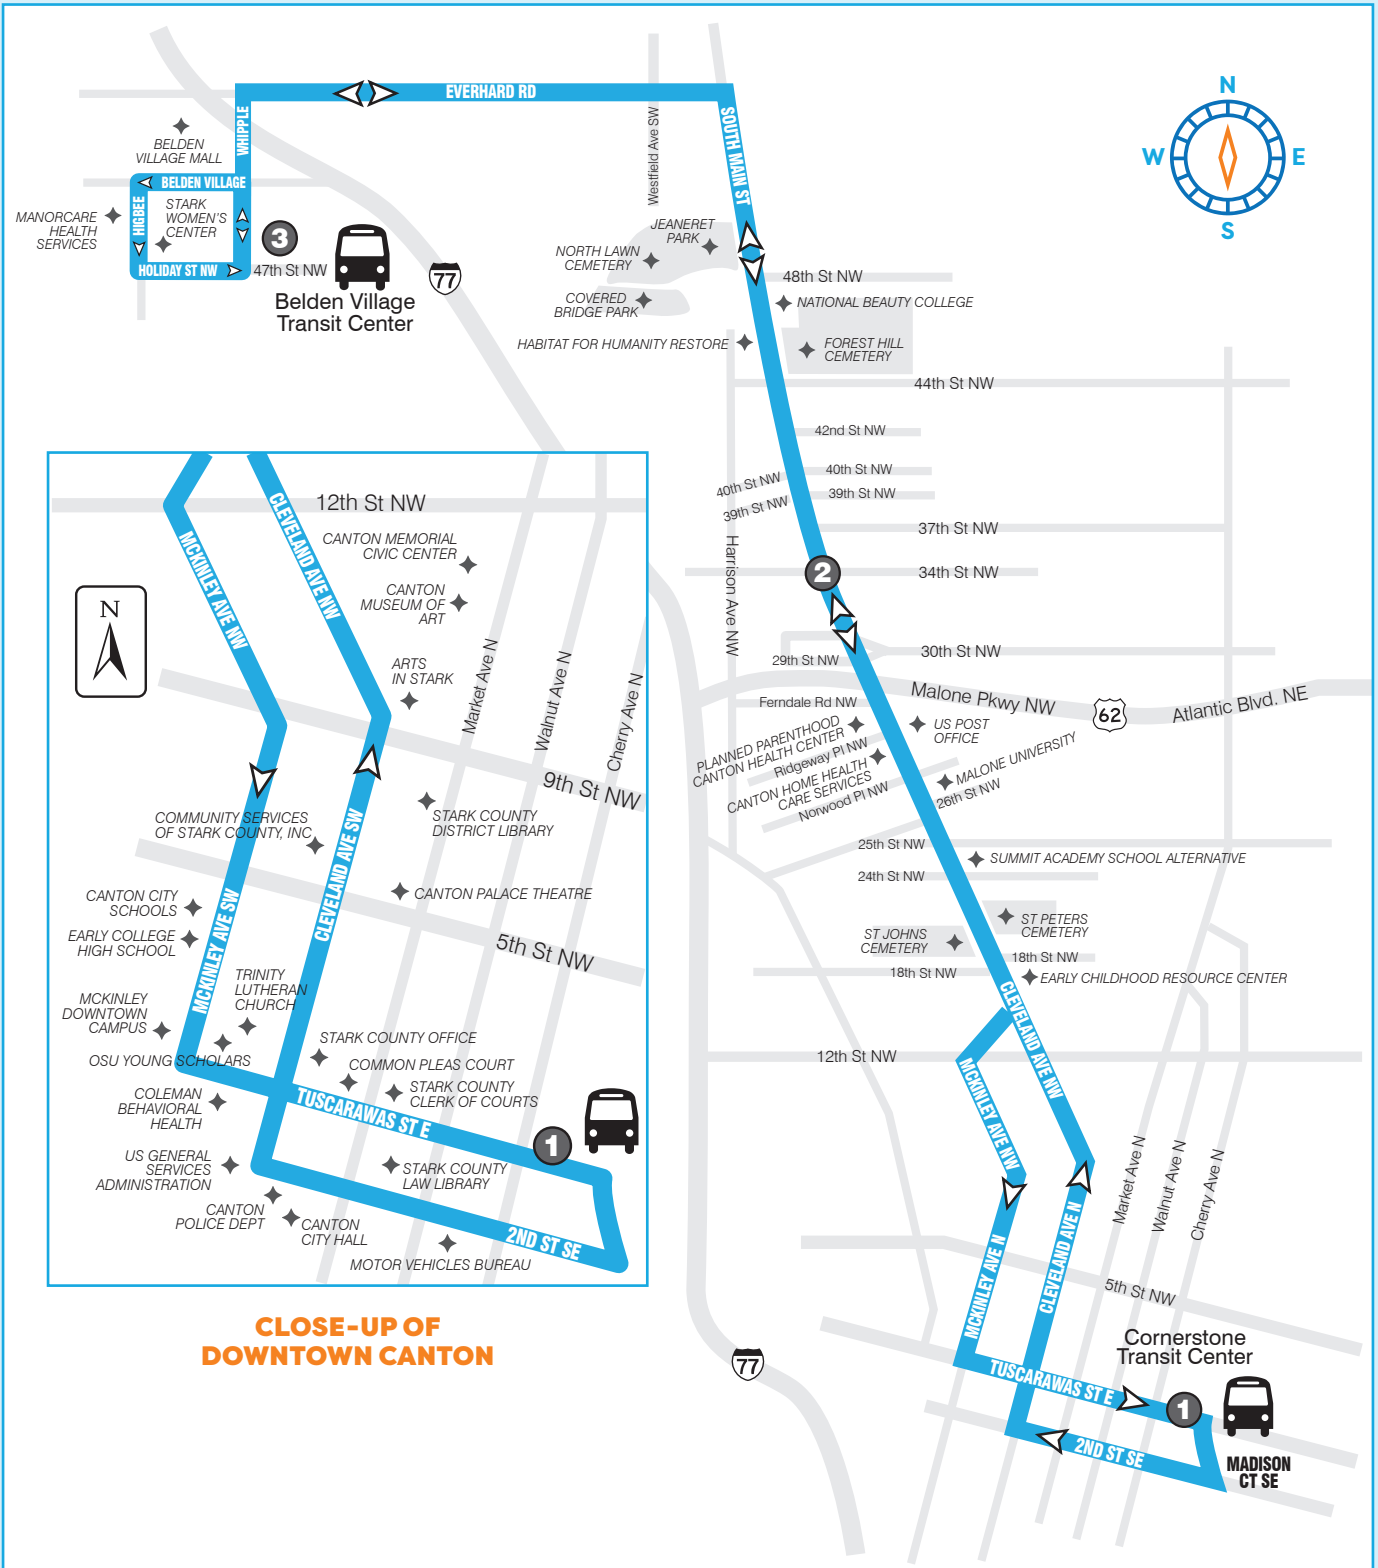 EVERHARD RD
WHIPPLE
SOUTH MAIN ST
Westfield Ave SW
N
W
E
S
BELDEN
VILLAGE MALL
BELDEN VILLAGE
HIGBEE
STARK
WOMEN'S
CENTER
MANORCARE
HEALTH
SERVICES
HOLIDAY ST NW
47th St NW
3
Belden Village
Transit Center
77
JEANERET
PARK
NORTH LAWN
CEMETERY
COVERED
BRIDGE PARK
48th St NW
NATIONAL BEAUTY COLLEGE
HABITAT FOR HUMANITY RESTORE
FOREST HILL
CEMETERY
44th St NW
42nd St NW
40th St NW
40th St NW
39th St NW
39th St NW
37th St NW
Harrison Ave NW
2
34th St NW
30th St NW
29th St NW
Malone Pkwy NW
62
Atlantic Blvd. NE
Ferndale Rd NW
US POST
OFFICE
PLANNED PARENTHOOD
CANTON HEALTH CENTER
Ridgeway Pl NW
CANTON HOME HEALTH
CARE SERVICES
Norwood Pl NW
MALONE UNIVERSITY
26th St NW
25th St NW
SUMMIT ACADEMY SCHOOL ALTERNATIVE
24th St NW
ST PETERS
CEMETERY
ST JOHNS
CEMETERY
18th St NW
18th St NW
EARLY CHILDHOOD RESOURCE CENTER
CLEVELAND AVE NW
12th St NW
MCKINLEY AVE NW
Market Ave N
Walnut Ave N
Cherry Ave N
MCKINLEY AVE N
CLEVELAND AVE N
5th St NW
Cornerstone
Transit Center
TUSCARAWAS ST E
1
2ND ST SE
MADISON
CT SE
77
12th St NW
CLEVELAND AVE NW
MCKINLEY AVE NW
CANTON MEMORIAL
CIVIC CENTER
CANTON
MUSEUM OF
ART
N
ARTS
IN STARK
Market Ave N
Walnut Ave N
Cherry Ave N
9th St NW
COMMUNITY SERVICES
OF STARK COUNTY, INC
STARK COUNTY
DISTRICT LIBRARY
CLEVELAND AVE SW
MCKINLEY AVE SW
CANTON PALACE THEATRE
CANTON CITY
SCHOOLS
EARLY COLLEGE
HIGH SCHOOL
5th St NW
TRINITY
LUTHERAN
CHURCH
MCKINLEY
DOWNTOWN
CAMPUS
OSU YOUNG SCHOLARS
STARK COUNTY OFFICE
COMMON PLEAS COURT
STARK COUNTY
CLERK OF COURTS
COLEMAN
BEHAVIORAL
HEALTH
TUSCARAWAS ST E
1
US GENERAL
SERVICES
ADMINISTRATION
STARK COUNTY
LAW LIBRARY
CANTON
POLICE DEPT
CANTON
CITY HALL
2ND ST SE
MOTOR VEHICLES BUREAU
CLOSE-UP OF
DOWNTOWN CANTON